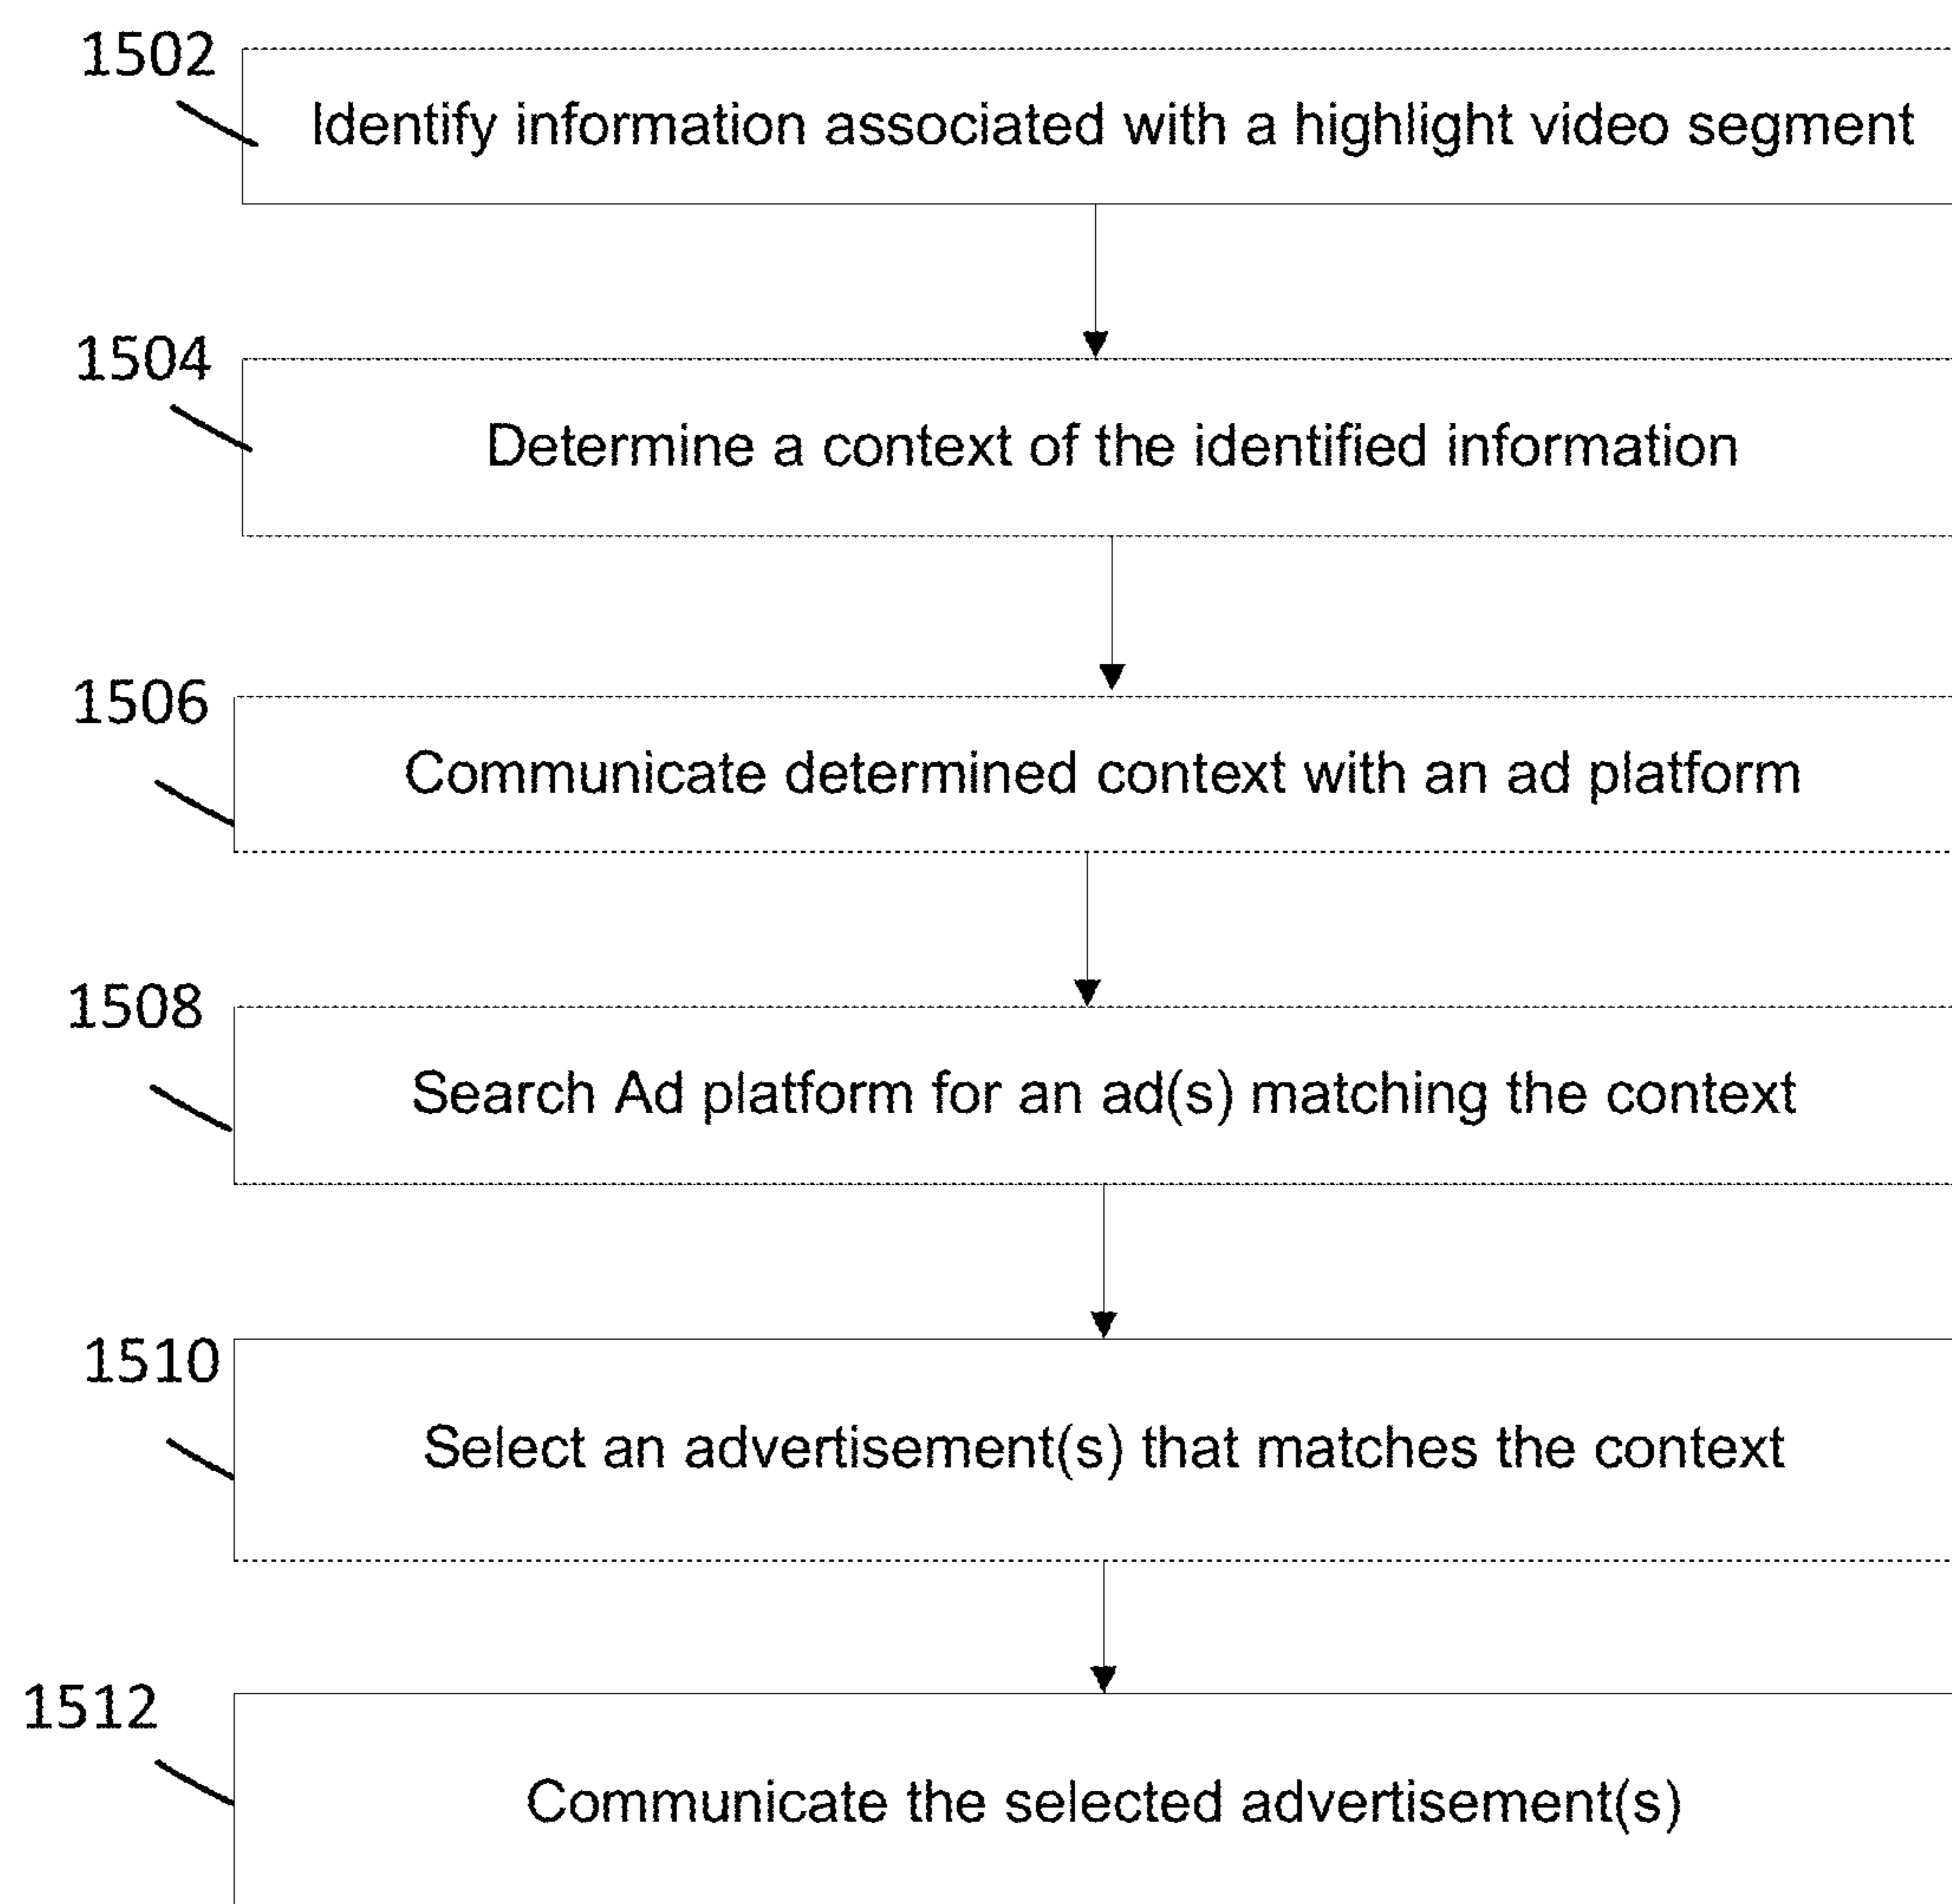 1502
Identify information associated with a highlight video segment
1504
Determine a context of the identified information
1506
Communicate determined context with an ad platform
1508
Search Ad platform for an ad(s) matching the context
1510
Select an advertisement(s) that matches the context
1512
Communicate the selected advertisement(s)